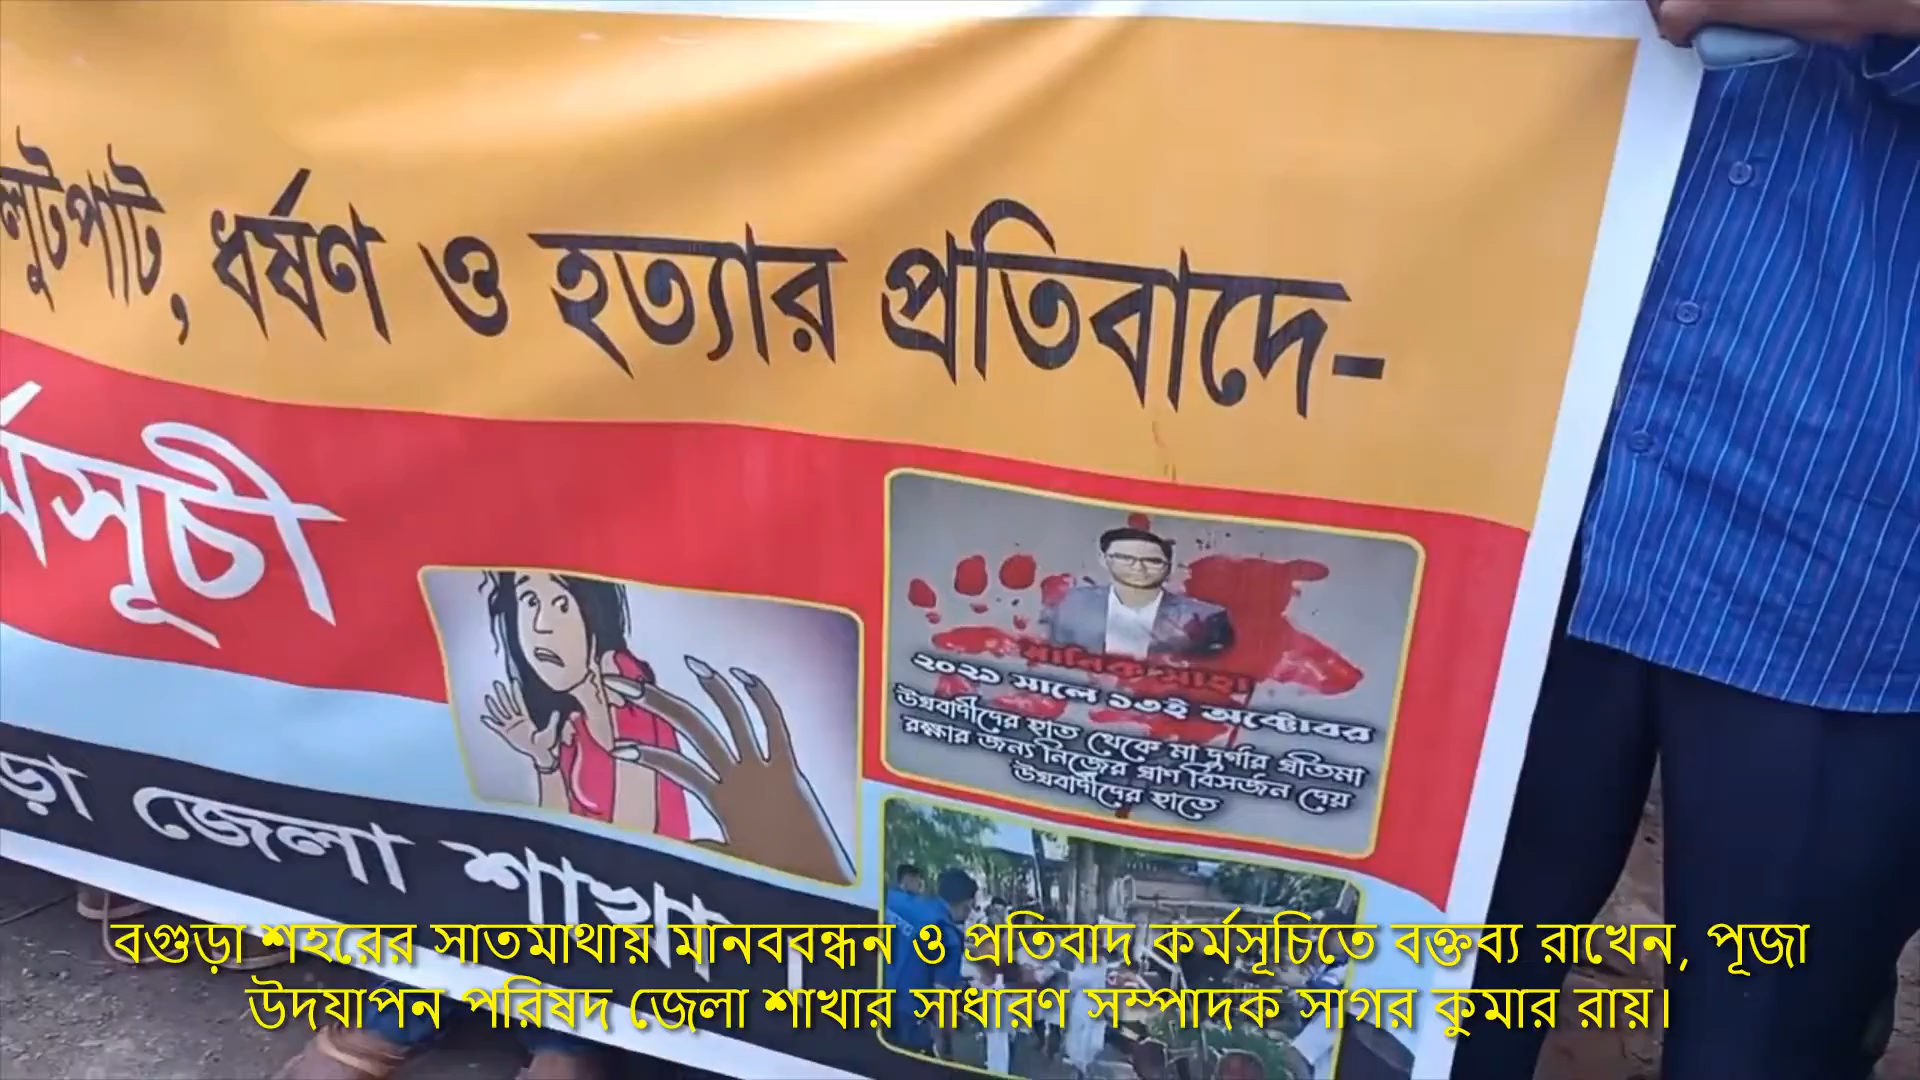 লুটপাট, ধর্ষণ ও হত্যার প্রতিবাদে-
র্মসূচী
মানিক সাহা
২০২১ সালে ১৩ই অক্টোবর
উগ্রবাদীদের হাত থেকে মা দুর্গার প্রতিমা
রক্ষার জন্য নিজের প্রাণ বিসর্জন দেয়
উগ্রবাদীদের হাতে
ড়া জেলা শাখা।
বগুড়া শহরের সাতমাথায় মানববন্ধন ও প্রতিবাদ কর্মসূচিতে বক্তব্য রাখেন, পূজা
উদযাপন পরিষদ জেলা শাখার সাধারণ সম্পাদক সাগর কুমার রায়।